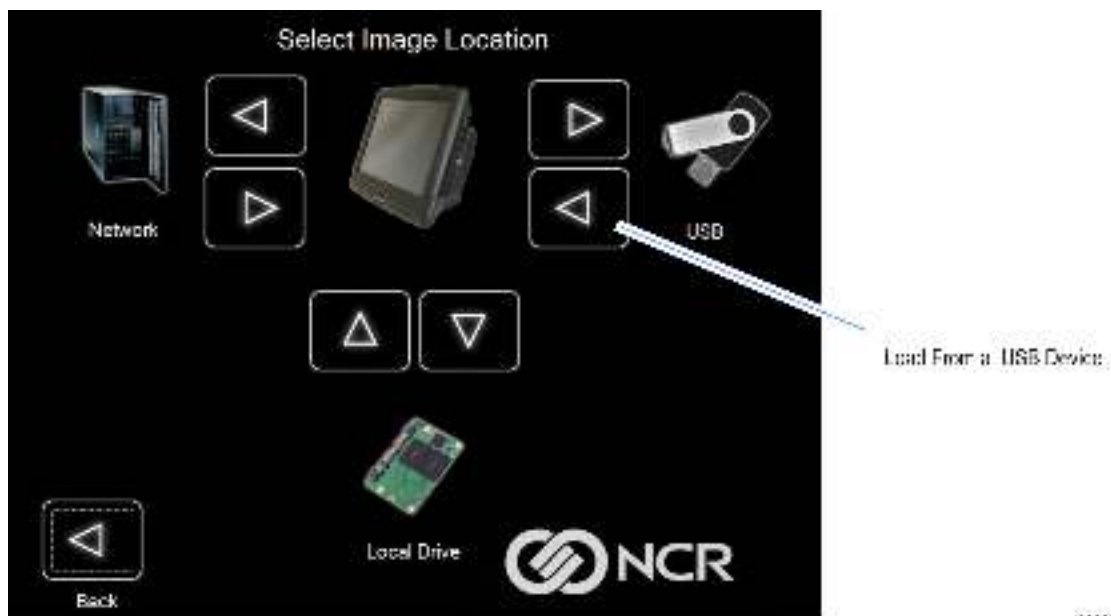 Select Image Location
Network
USB
Load From a USB Device
Local Drive
NCR
Back